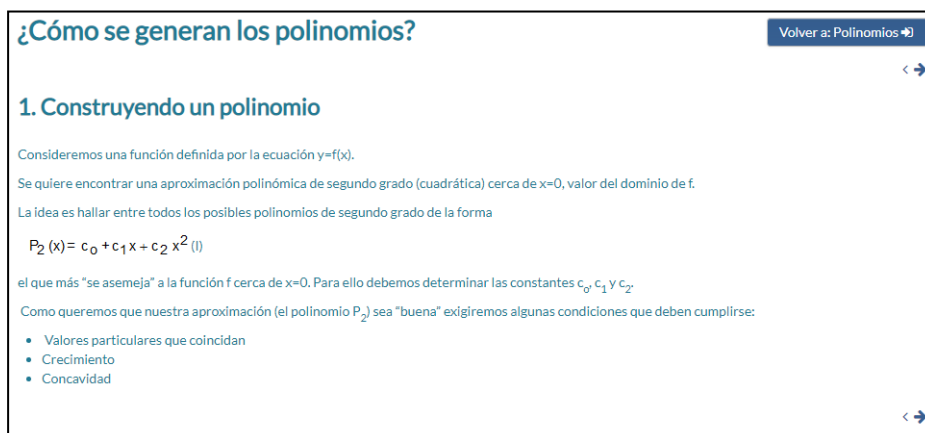 ¿Cómo se generan los polinomios?
Volver a: Polinomios
1. Construyendo un polinomio
Consideremos una función definida por la ecuación y=f(x).
Se quiere encontrar una aproximación polinómica de segundo grado (cuadrática) cerca de x=0, valor del dominio de f.
La idea es hallar entre todos los posibles polinomios de segundo grado de la forma
P₂ (x) = c₀ + c₁ x + c₂ x² (I)
el que más “se asemeja” a la función f cerca de x=0. Para ello debemos determinar las constantes c₀, c₁ y c₂.
Como queremos que nuestra aproximación (el polinomio P₂) sea “buena” exigiremos algunas condiciones que deben cumplirse:
• Valores particulares que coincidan
• Crecimiento
• Concavidad